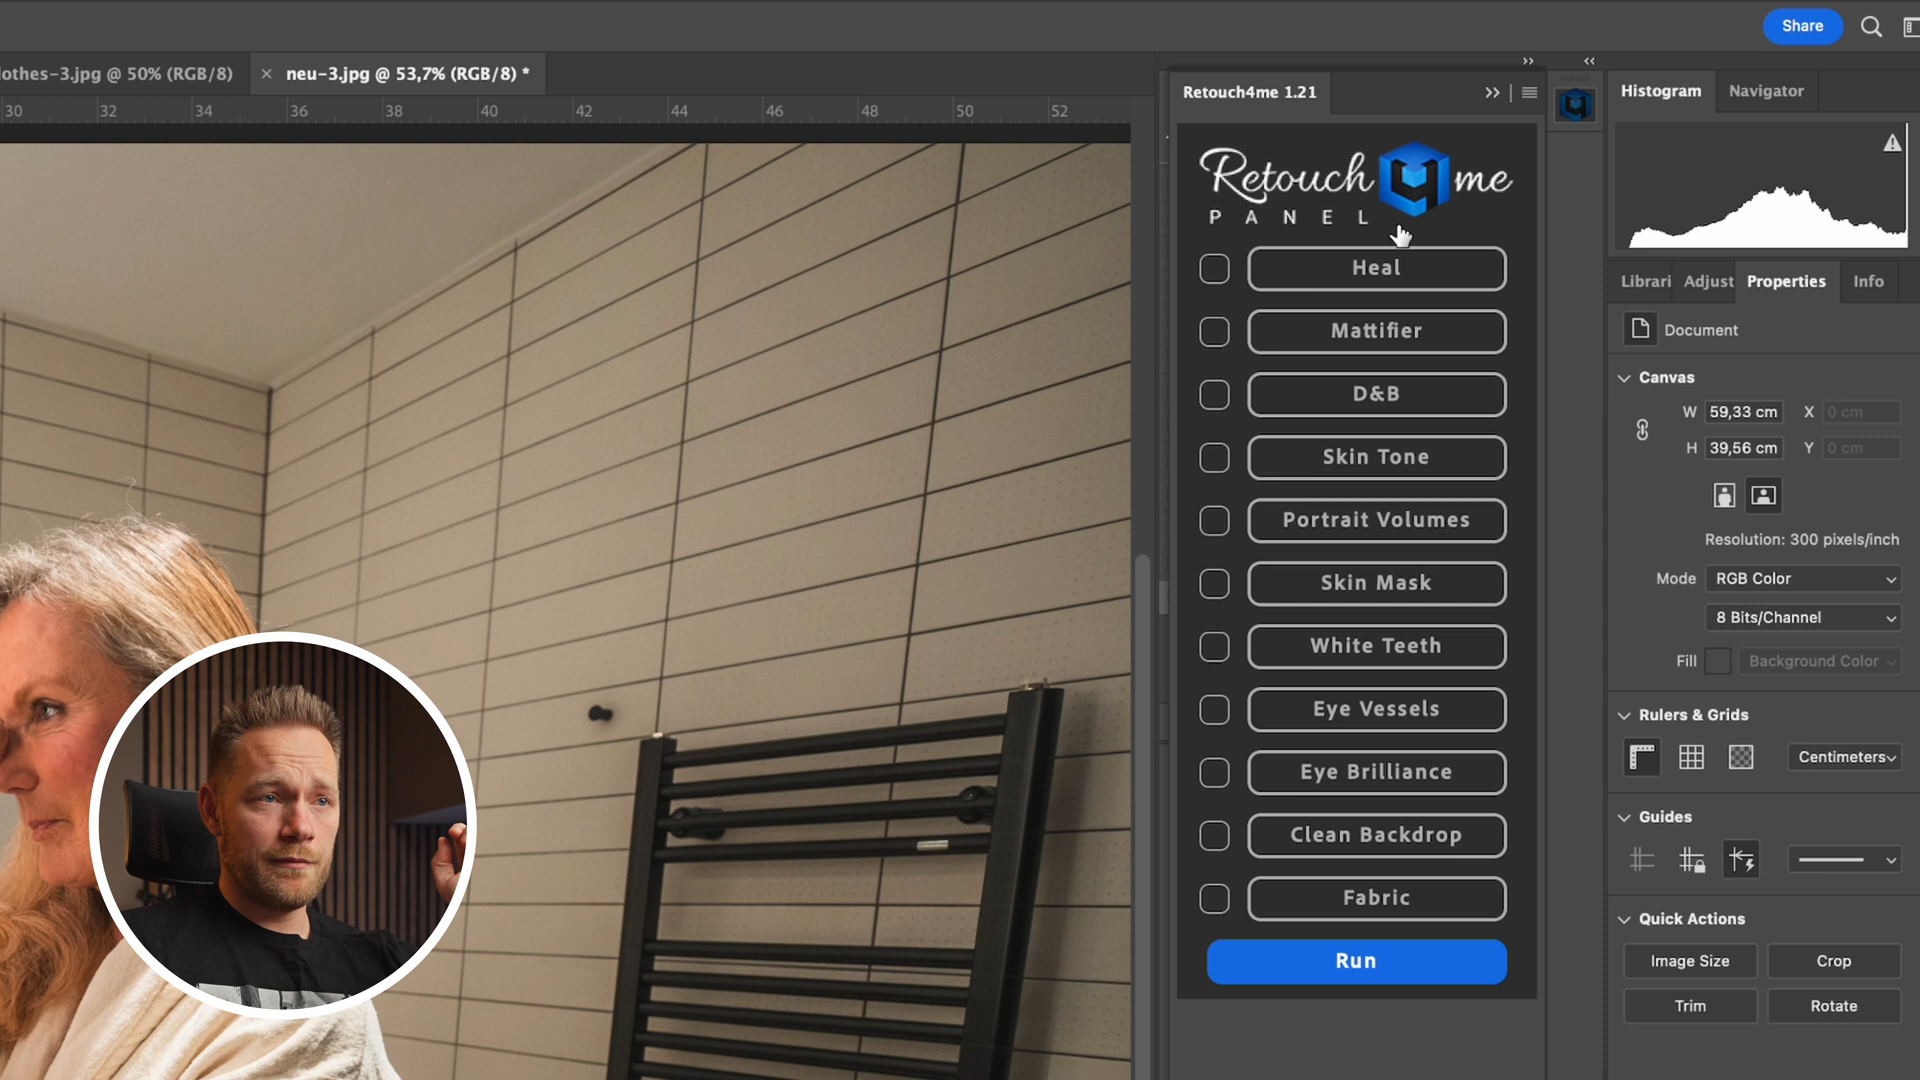 Share
lothes-3.jpg @ 50% (RGB/8)
× neu-3.jpg @ 53,7% (RGB/8) *
30 32 34 36 38 40 42 44 46 48 50 52
Retouch4me 1.21
Retouch4me
PANEL
Heal
Mattifier
D&B
Skin Tone
Portrait Volumes
Skin Mask
White Teeth
Eye Vessels
Eye Brilliance
Clean Backdrop
Fabric
Run
Histogram Navigator
Librari Adjust Properties Info
Document
Canvas
W 59,33 cm X 0 cm
H 39,56 cm Y 0 cm
Resolution: 300 pixels/inch
Mode RGB Color
8 Bits/Channel
Fill Background Color
Rulers & Grids
Centimeters
Guides
Quick Actions
Image Size Crop
Trim Rotate